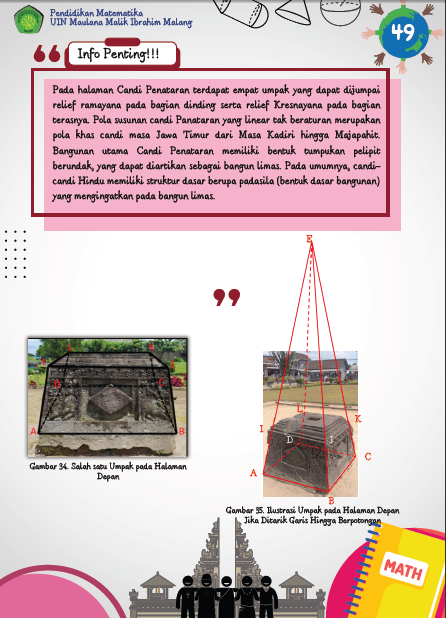 Pendidikan Matematika
UIN Maulana Malik Ibrahim Malang
49
Info Penting!!!
Pada halaman Candi Penataran terdapat empat umpak yang dapat dijumpai
relief ramayana pada bagian dinding serta relief Kresnayana pada bagian
terasnya. Pola susunan candi Panataran yang linear tak beraturan merupakan
pola khas candi masa Jawa Timur dari Masa Kadiri hingga Majapahit.
Bangunan utama Candi Penataran memiliki bentuk tumpukan pelipit
berundak, yang dapat diartikan sebagai bangun limas. Pada umumnya, candi-
candi Hindu memiliki struktur dasar berupa padasila (bentuk dasar bangunan)
yang mengingatkan pada bangun limas.
E
L
K
I
D
J
C
A
B
A
B
Gambar 34. Salah satu Umpak pada Halaman
Depan
Gambar 35. Ilustrasi Umpak pada Halaman Depan
Jika Ditarik Garis Hingga Berpotongan
MATH